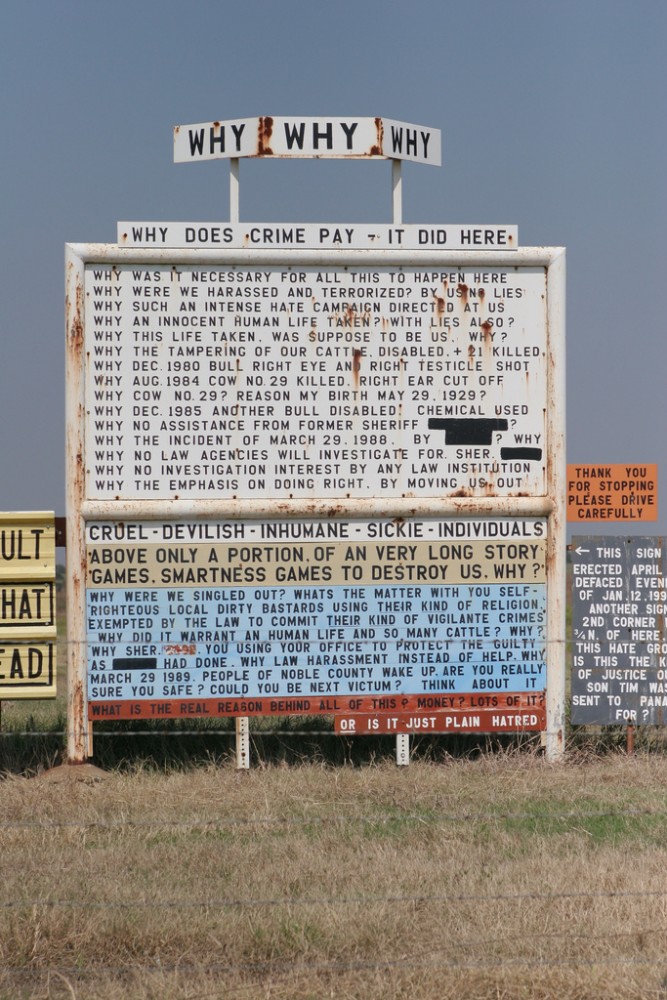 WHY WHY WHY
WHY DOES CRIME PAY - IT DID HERE
WHY WAS IT NECESSARY FOR ALL THIS TO HAPPEN HERE
WHY WERE WE HARASSED AND TERRORIZED? BY USING LIES
WHY SUCH AN INTENSE HATE CAMPAIGN DIRECTED AT US
WHY AN INNOCENT HUMAN LIFE TAKEN? WITH LIES ALSO?
WHY THIS LIFE TAKEN, WAS SUPPOSE TO BE US. WHY?
WHY THE TAMPERING OF OUR CATTLE, DISABLED, + 21 KILLED
WHY DEC. 1980 BULL RIGHT EYE AND RIGHT TESTICLE SHOT
WHY AUG. 1984 COW NO. 29 KILLED, RIGHT EAR CUT OFF
WHY COW NO. 29? REASON MY BIRTH MAY 29, 1929?
WHY DEC. 1985 ANOTHER BULL DISABLED? CHEMICAL USED
WHY NO ASSISTANCE FROM FORMER SHERIFF ?
WHY THE INCIDENT OF MARCH 29. 1988. BY ? WHY
WHY NO LAW AGENCIES WILL INVESTIGATE FOR SHER.
WHY NO INVESTIGATION INTEREST BY ANY LAW INSTITUTION
WHY THE EMPHASIS ON DOING RIGHT, BY MOVING US OUT
CRUEL - DEVILISH - INHUMANE - SICKIE - INDIVIDUALS
ABOVE ONLY A PORTION, OF AN VERY LONG STORY
GAMES, SMARTNESS GAMES TO DESTROY US. WHY?
WHY WERE WE SINGLED OUT? WHATS THE MATTER WITH YOU SELF-
RIGHTEOUS LOCAL DIRTY BASTARDS USING THEIR KIND OF RELIGION,
EXEMPTED BY THE LAW TO COMMIT THEIR KIND OF VIGILANTE CRIMES
WHY DID IT WARRANT AN HUMAN LIFE AND SO MANY CATTLE? WHY?
WHY SHER. YOU USING YOUR OFFICE TO PROTECT THE GUILTY
AS HAD DONE. WHY LAW HARASSMENT INSTEAD OF HELP. WHY
MARCH 29 1989. PEOPLE OF NOBLE COUNTY WAKE UP. ARE YOU REALLY
SURE YOU SAFE? COULD YOU BE NEXT VICTUM? THINK ABOUT IT
WHAT IS THE REAL REASON BEHIND ALL OF THIS? MONEY? LOTS OF IT?
OR IS IT JUST PLAIN HATRED
ULT
HAT
EAD
THANK YOU
FOR STOPPING
PLEASE DRIVE
CAREFULLY
← THIS SIGN
ERECTED APRIL
DEFACED EVEN
OF JAN. 12, 199
ANOTHER SIG
2ND CORNER
¾ N. OF HERE
THIS HATE GRO
IS THIS THE K
OF JUSTICE O
SON TIM WA
SENT TO PANA
FOR?